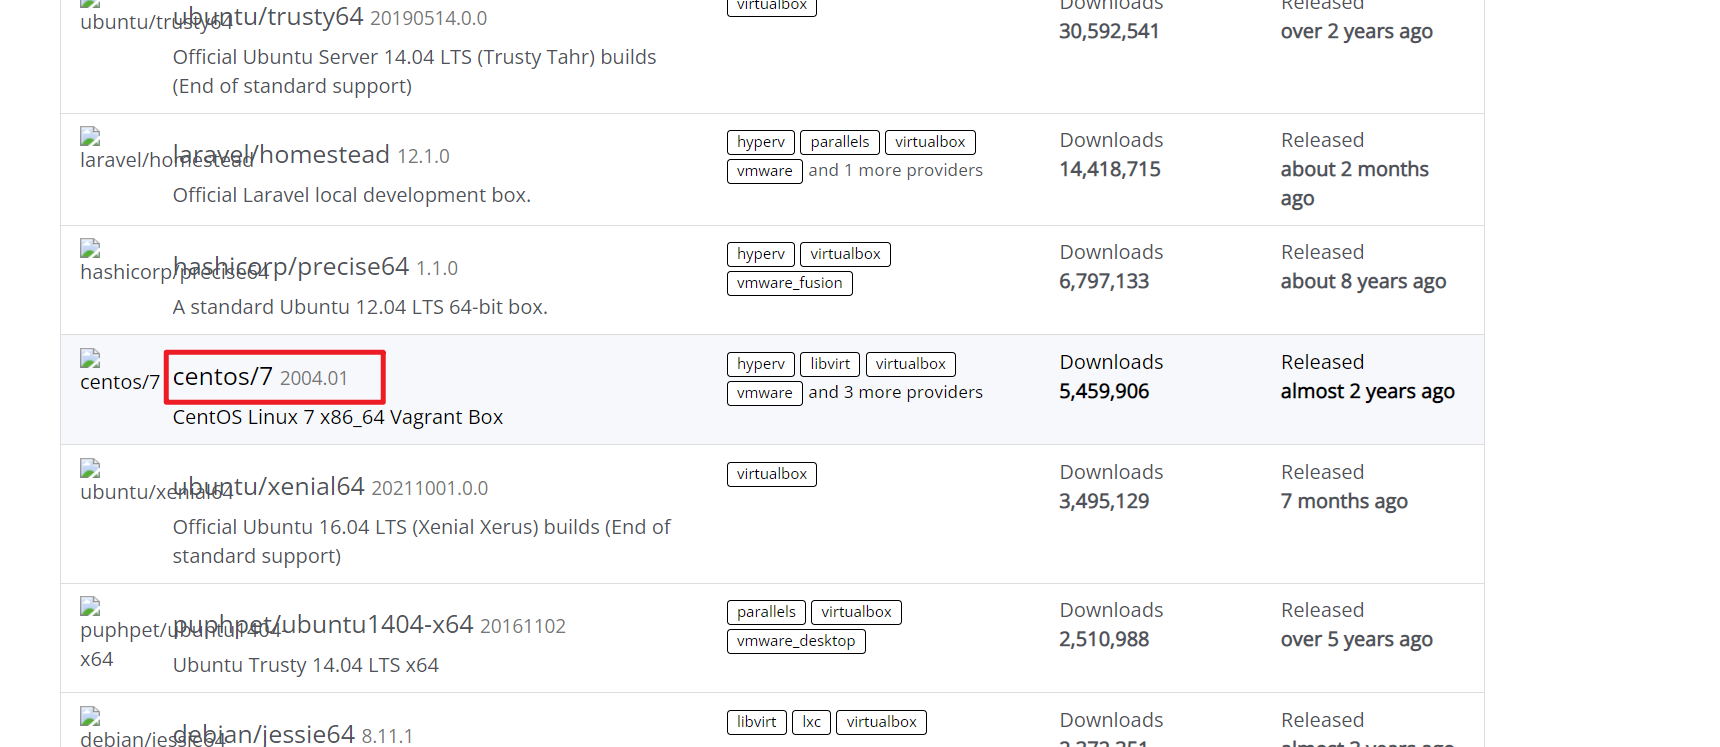 ubuntu/trusty64
ubuntu/trusty64 20190514.0.0
Official Ubuntu Server 14.04 LTS (Trusty Tahr) builds
(End of standard support)
virtualbox
Downloads
30,592,541
Released
over 2 years ago
laravel/homestead
laravel/homestead 12.1.0
Official Laravel local development box.
hyperv parallels virtualbox
vmware and 1 more providers
Downloads
14,418,715
Released
about 2 months
ago
hashicorp/precise64
hashicorp/precise64 1.1.0
A standard Ubuntu 12.04 LTS 64-bit box.
hyperv virtualbox
vmware_fusion
Downloads
6,797,133
Released
about 8 years ago
centos/7
centos/7 2004.01
CentOS Linux 7 x86_64 Vagrant Box
hyperv libvirt virtualbox
vmware and 3 more providers
Downloads
5,459,906
Released
almost 2 years ago
ubuntu/xenial64
ubuntu/xenial64 20211001.0.0
Official Ubuntu 16.04 LTS (Xenial Xerus) builds (End of
standard support)
virtualbox
Downloads
3,495,129
Released
7 months ago
puphpet/ubuntu1404-
x64
puphpet/ubuntu1404-x64 20161102
Ubuntu Trusty 14.04 LTS x64
parallels virtualbox
vmware_desktop
Downloads
2,510,988
Released
over 5 years ago
debian/jessie64
debian/jessie64 8.11.1
libvirt lxc virtualbox
Downloads
2,372,351
Released
almost 3 years ago